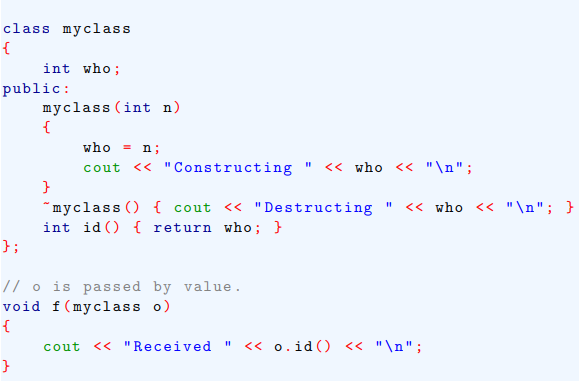 class myclass
{
    int who;
public:
    myclass(int n)
    {
        who = n;
        cout << "Constructing " << who << "\n";
    }
    ~myclass() { cout << "Destructing " << who << "\n"; }
    int id() { return who; }
};

// o is passed by value.
void f(myclass o)
{
    cout << "Received " << o.id() << "\n";
}